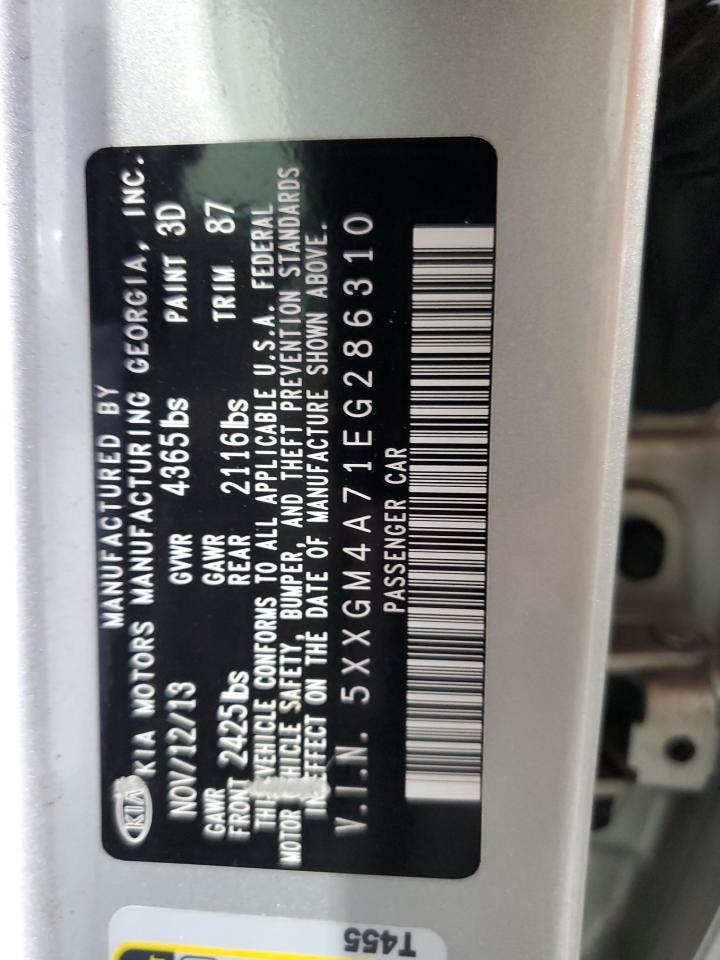 MANUFACTURED BY
KIA KIA MOTORS MANUFACTURING GEORGIA, INC.
NOV/12/13 GVWR 4365lbs PAINT 3D
GAWR FRONT 2425lbs GAWR REAR 2116lbs TRIM 87
VEHICLE CONFORMS TO ALL APPLICABLE U.S.A. FEDERAL
MOTOR SAFETY, BUMPER, AND THEFT PREVENTION STANDARDS
IN EFFECT ON THE DATE OF MANUFACTURE SHOWN ABOVE.
V.I.N. 5XXGM4A71EG286310
PASSENGER CAR
T455